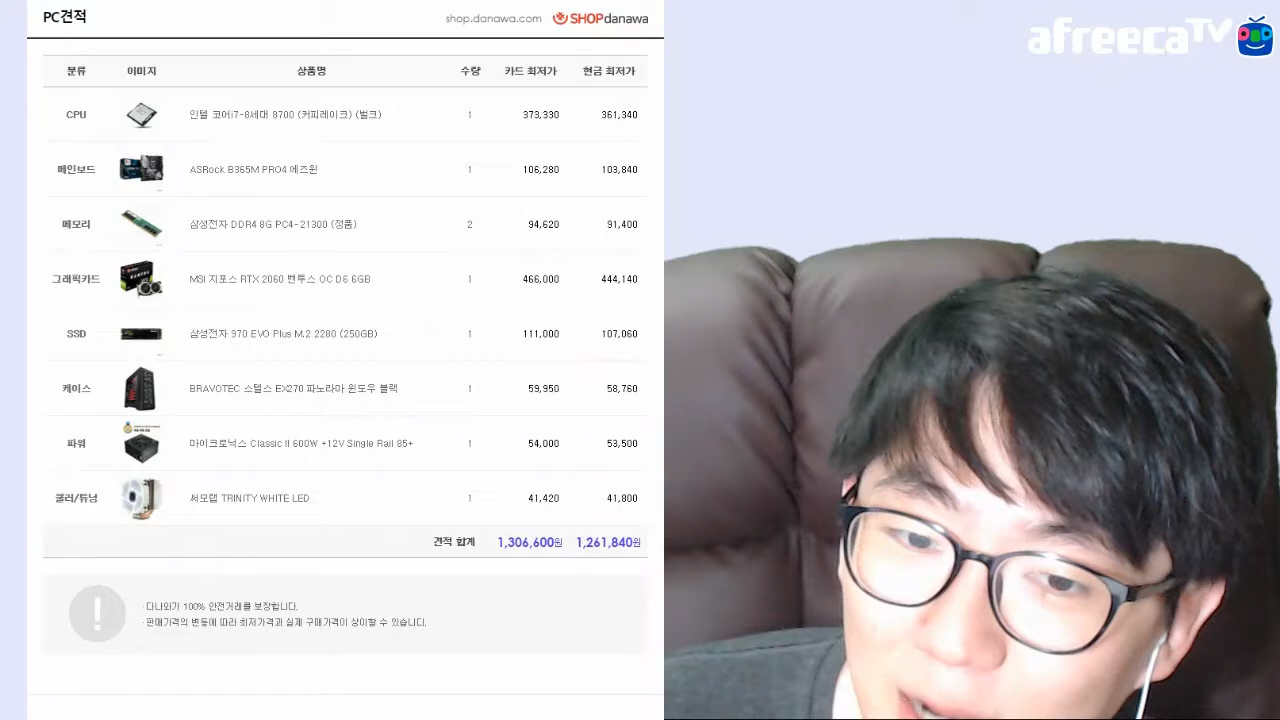 PC견적
shop.danawa.com SHOPdanawa
afreecaTV
분류 이미지 상품명 수량 카드 최저가 현금 최저가
CPU 인텔 코어i7-8세대 8700 (커피레이크) (벌크) 1 373,330 361,340
메인보드 ASRock B365M PRO4 에즈윈 1 106,280 103,840
메모리 삼성전자 DDR4 8G PC4-21300 (정품) 2 94,620 91,400
그래픽카드 MSI 지포스 RTX 2060 벤투스 OC D6 6GB 1 466,000 444,140
SSD 삼성전자 970 EVO Plus M.2 2280 (250GB) 1 111,000 107,060
케이스 BRAVOTEC 스텔스 EX270 파노라마 윈도우 블랙 1 59,950 58,760
파워 마이크로닉스 Classic II 600W +12V Single Rail 85+ 1 54,000 53,500
쿨러/튜닝 써모랩 TRINITY WHITE LED 1 41,420 41,800
견적 합계 1,306,600원 1,261,840원
· 다나와가 100% 안전거래를 보장합니다.
· 판매가격의 변동에 따라 최저가격과 실제 구매가격이 상이할 수 있습니다.